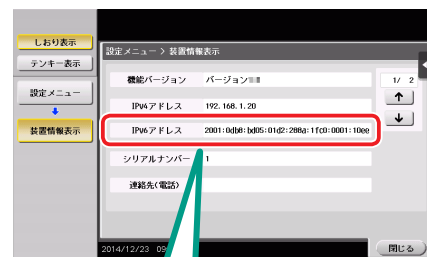 しおり表示
テンキー表示
設定メニュー
装置情報表示
設定メニュー > 装置情報表示
機能バージョン バージョン
1/ 2
IPv4アドレス 192.168.1.20
IPv6アドレス 2001:0db8:bd05:01d2:288a:1fc0:0001:10ee
シリアルナンバー 1
連絡先(電話)
2014/12/23
閉じる